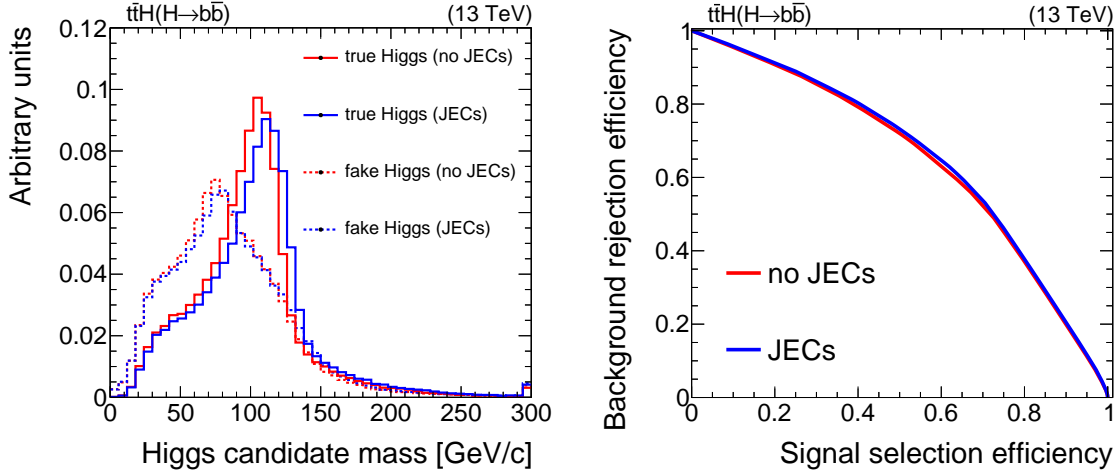 tt̄H(H→bb̄) (13 TeV)
Arbitrary units
0.12
0.1
0.08
0.06
0.04
0.02
0
true Higgs (no JECs)
true Higgs (JECs)
fake Higgs (no JECs)
fake Higgs (JECs)
0 50 100 150 200 250 300
Higgs candidate mass [GeV/c]
tt̄H(H→bb̄) (13 TeV)
Background rejection efficiency
1
0.8
0.6
0.4
0.2
0
no JECs
JECs
0 0.2 0.4 0.6 0.8 1
Signal selection efficiency